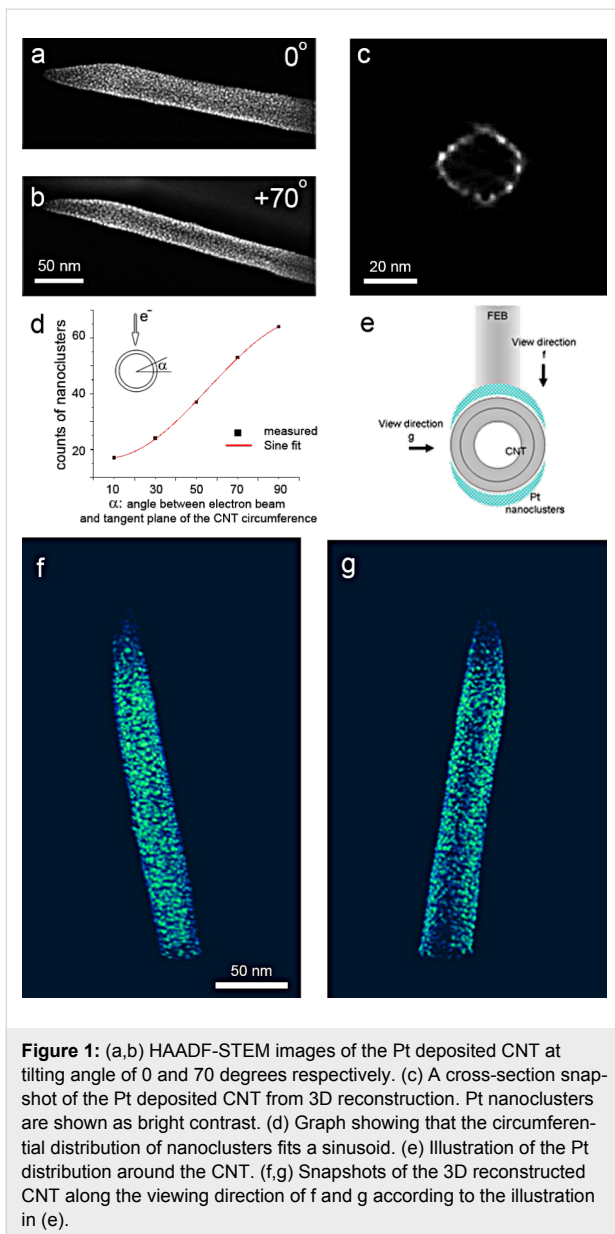 a
0°
c
b
+70°
50 nm
20 nm
d
e
e⁻
α
counts of nanoclusters
60
40
20
measured
Sine fit
10 30 50 70 90
α: angle between electron beam
and tangent plane of the CNT circumference
FEB
View direction
f
View direction
g
CNT
Pt
nanoclusters
f
g
50 nm
Figure 1: (a,b) HAADF-STEM images of the Pt deposited CNT at
tilting angle of 0 and 70 degrees respectively. (c) A cross-section snap-
shot of the Pt deposited CNT from 3D reconstruction. Pt nanoclusters
are shown as bright contrast. (d) Graph showing that the circumferen-
tial distribution of nanoclusters fits a sinusoid. (e) Illustration of the Pt
distribution around the CNT. (f,g) Snapshots of the 3D reconstructed
CNT along the viewing direction of f and g according to the illustration
in (e).